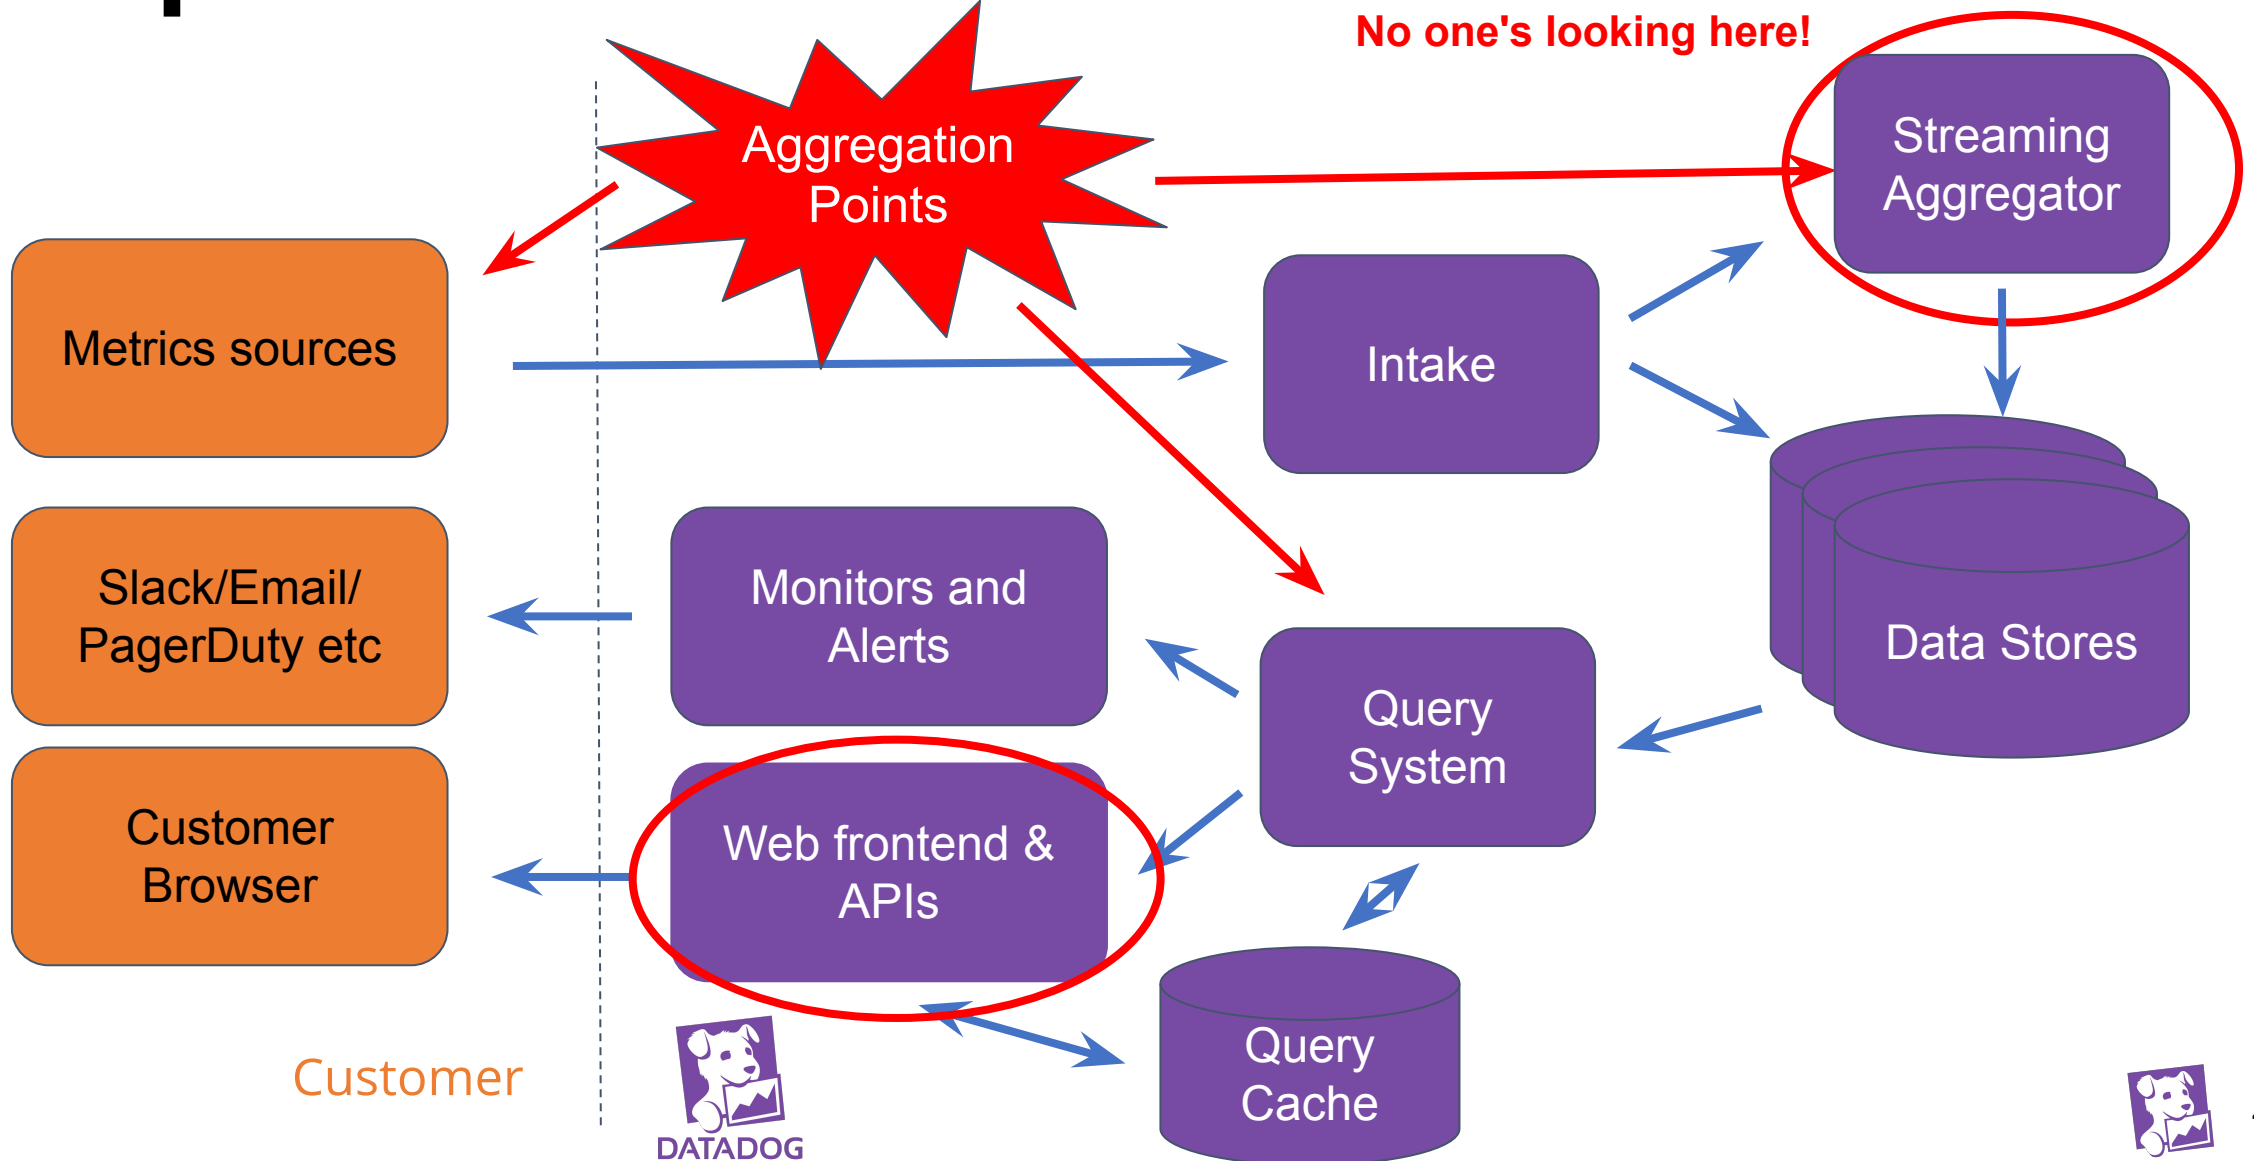 No one's looking here!
Aggregation
Points
Streaming
Aggregator
Metrics sources
Intake
Slack/Email/
PagerDuty etc
Monitors and
Alerts
Data Stores
Query
System
Customer
Browser
Web frontend &
APIs
Query
Cache
Customer
DATADOG